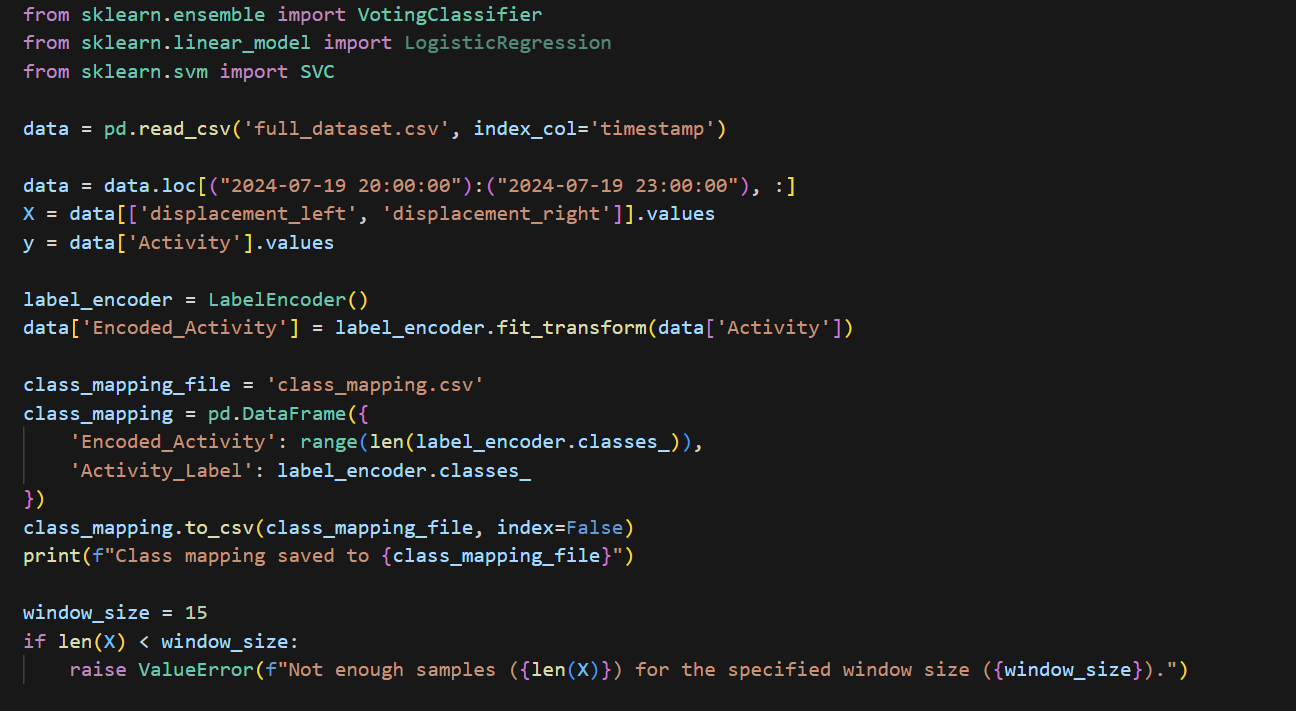 from sklearn.ensemble import VotingClassifier
from sklearn.linear_model import LogisticRegression
from sklearn.svm import SVC

data = pd.read_csv('full_dataset.csv', index_col='timestamp')

data = data.loc[("2024-07-19 20:00:00"):("2024-07-19 23:00:00"), :]
X = data[['displacement_left', 'displacement_right']].values
y = data['Activity'].values

label_encoder = LabelEncoder()
data['Encoded_Activity'] = label_encoder.fit_transform(data['Activity'])

class_mapping_file = 'class_mapping.csv'
class_mapping = pd.DataFrame({
    'Encoded_Activity': range(len(label_encoder.classes_)),
    'Activity_Label': label_encoder.classes_
})
class_mapping.to_csv(class_mapping_file, index=False)
print(f"Class mapping saved to {class_mapping_file}")

window_size = 15
if len(X) < window_size:
    raise ValueError(f"Not enough samples ({len(X)}) for the specified window size ({window_size}).")